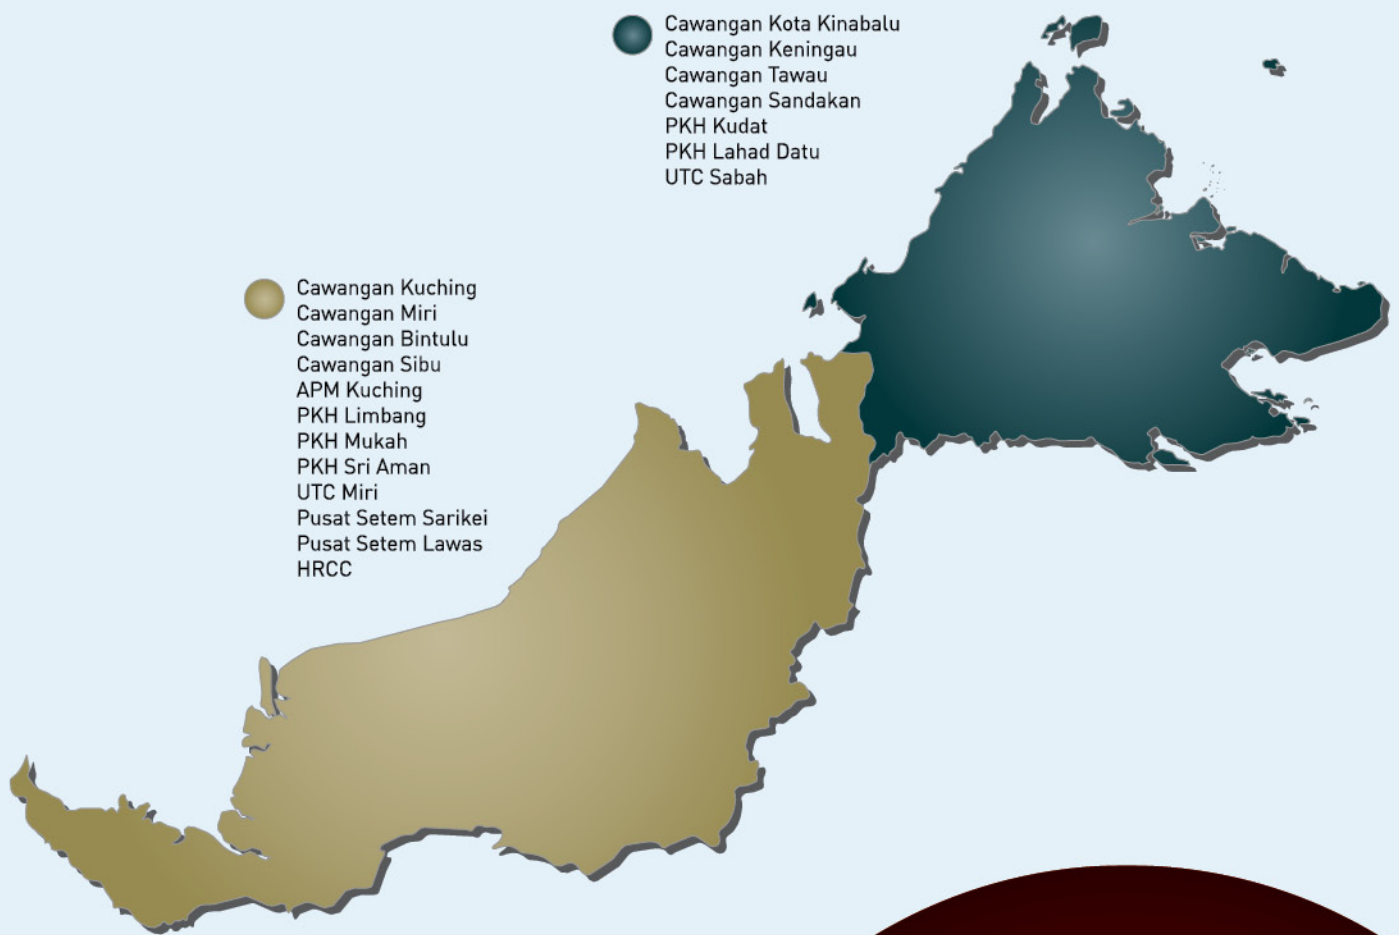 Cawangan Kota Kinabalu
Cawangan Keningau
Cawangan Tawau
Cawangan Sandakan
PKH Kudat
PKH Lahad Datu
UTC Sabah
Cawangan Kuching
Cawangan Miri
Cawangan Bintulu
Cawangan Sibu
APM Kuching
PKH Limbang
PKH Mukah
PKH Sri Aman
UTC Miri
Pusat Setem Sarikei
Pusat Setem Lawas
HRCC